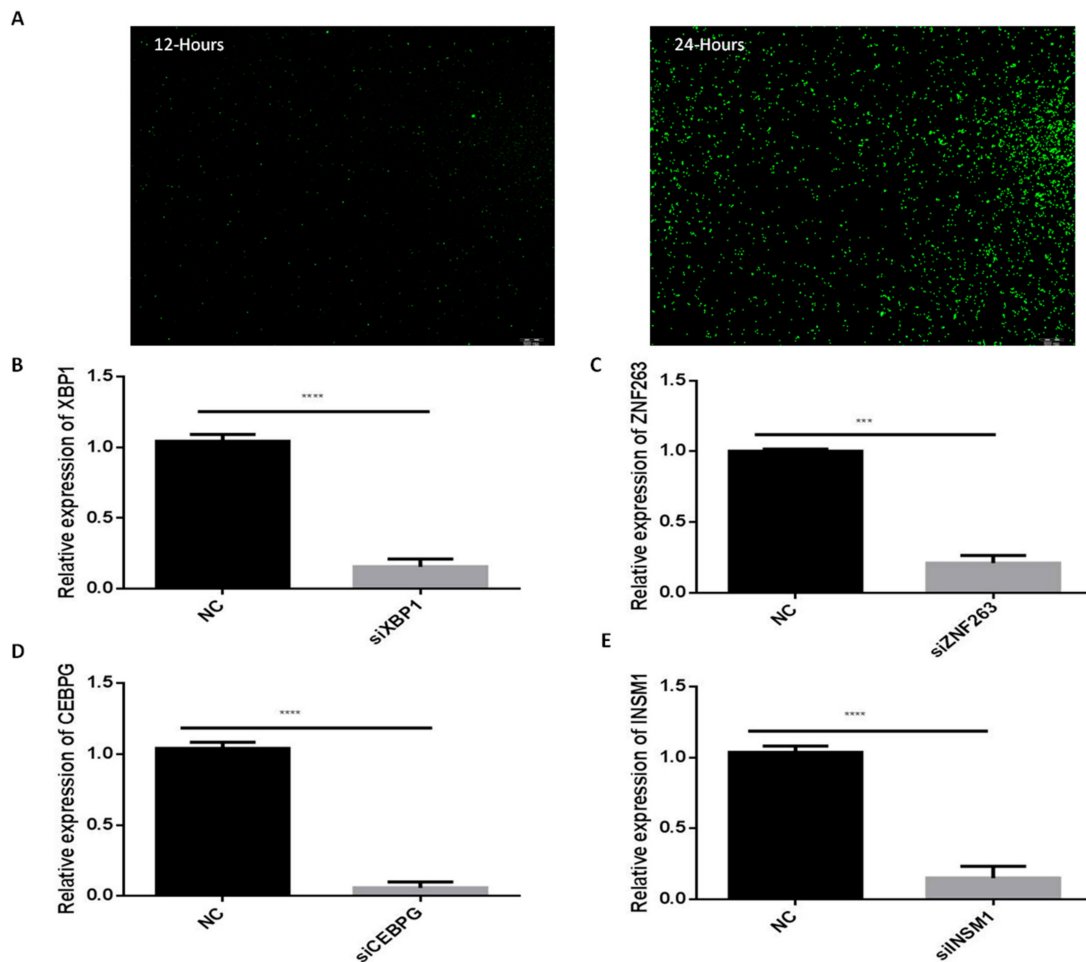 A
12-Hours
24-Hours
B
Relative expression of XBP1
1.5
1.0
0.5
0.0
****
NC
siXBP1
C
Relative expression of ZNF263
1.5
1.0
0.5
0.0
***
NC
siZNF263
D
Relative expression of CEBPG
1.5
1.0
0.5
0.0
****
NC
siCEBPG
E
Relative expression of INSM1
1.5
1.0
0.5
0.0
****
NC
siINSM1